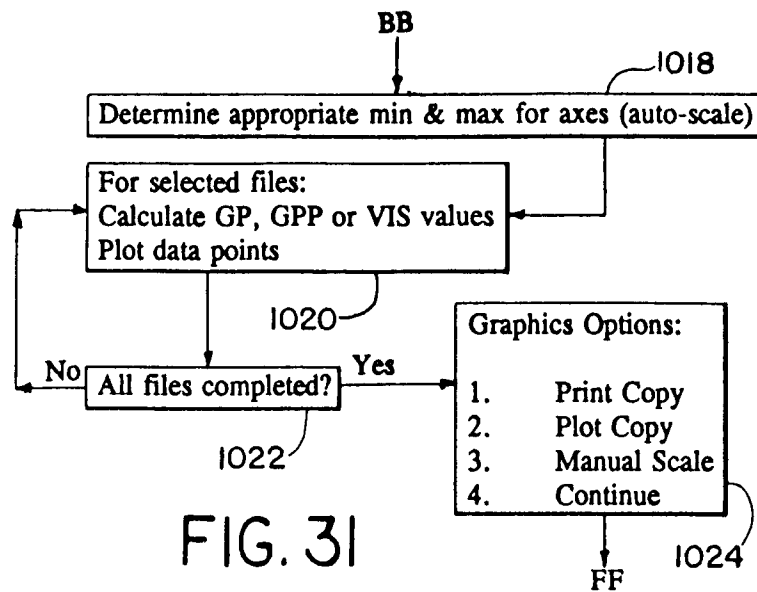 BB
1018
Determine appropriate min & max for axes (auto-scale)
For selected files:
Calculate GP, GPP or VIS values
Plot data points
1020
No
All files completed?
Yes
1022
Graphics Options:
1. Print Copy
2. Plot Copy
3. Manual Scale
4. Continue
1024
FF
FIG. 31